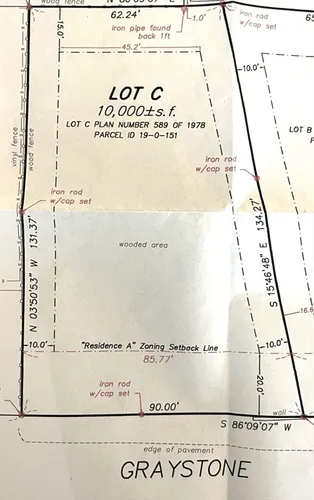 wood fence
62.24'
1.0'
iron rod
w/cap set
65
iron pipe found
back 1ft
15.0'
45.2'
10.0'
LOT C
10,000±s.f.
LOT C PLAN NUMBER 589 OF 1978
PARCEL ID 19-0-151
LOT B
vinyl fence
wood fence
iron rod
w/cap set
iron rod
w/cap set
N 03°50'53" W 131.37'
wooded area
S 15°46'48" E 134.27'
16.6
10.0'
"Residence A" Zoning Setback Line
10.0'
85.77'
20.0'
iron rod
w/cap set
90.00'
wall
S 86°09'07" W
edge of pavement
GRAYSTONE